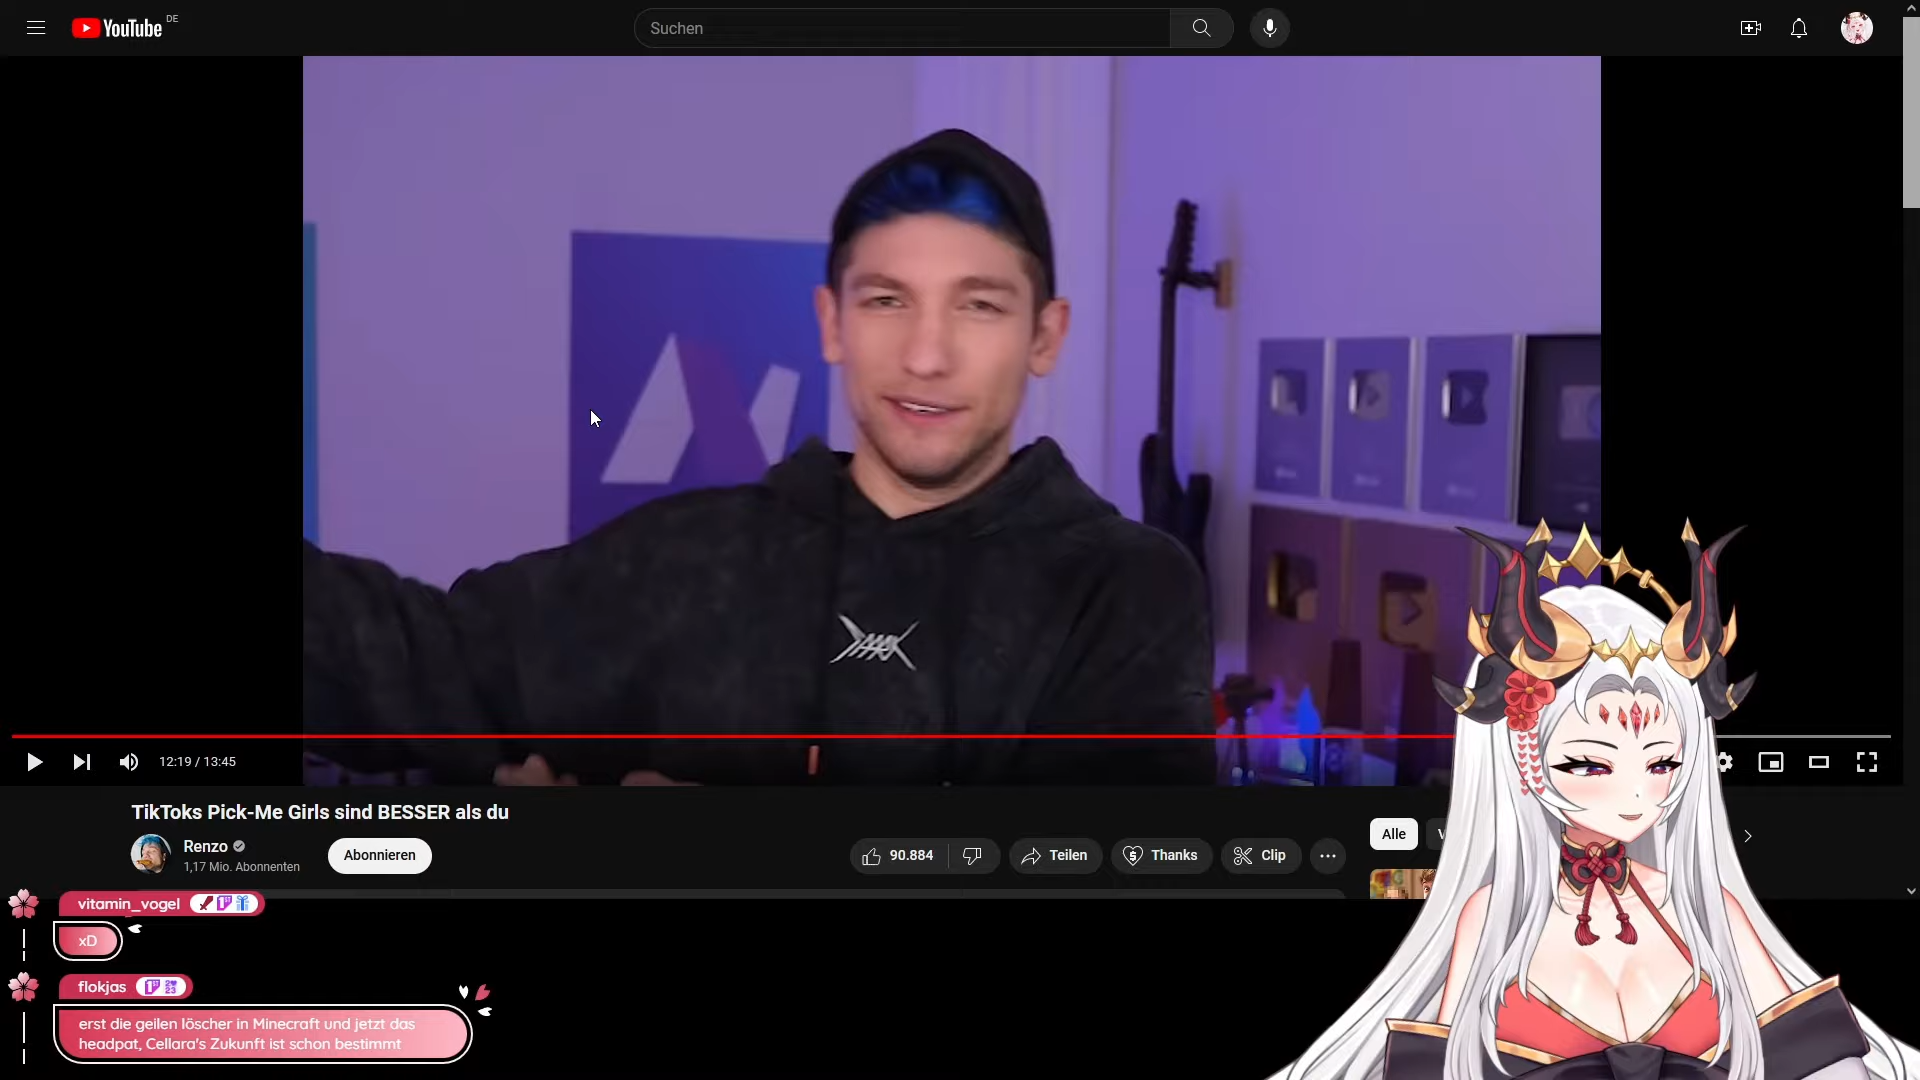 YouTube DE
Suchen
12:19 / 13:45
TikToks Pick-Me Girls sind BESSER als du
Renzo
1,17 Mio. Abonnenten
Abonnieren
90.884
Teilen
Thanks
Clip
Alle
vitamin_vogel
xD
flokjas
erst die geilen löscher in Minecraft und jetzt das
headpat, Cellara's Zukunft ist schon bestimmt